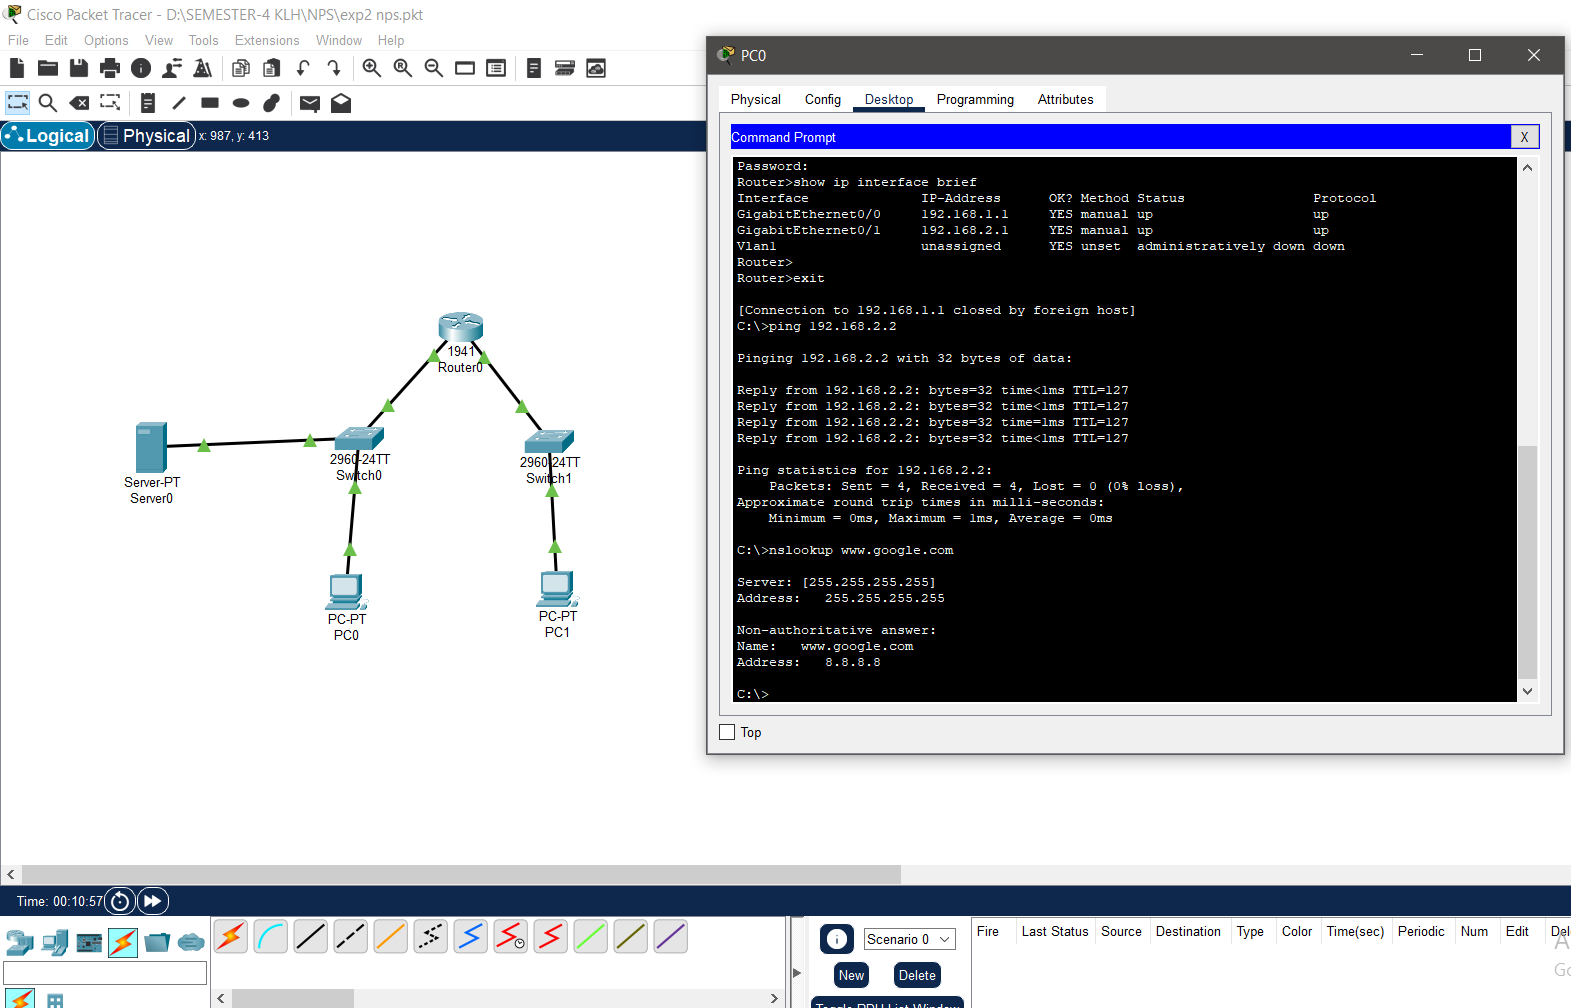 Cisco Packet Tracer - D:\SEMESTER-4 KLH\NPS\exp2 nps.pkt
File Edit Options View Tools Extensions Window Help
Logical Physical x: 987, y: 413
1941
Router0
2960-24TT
Switch0
2960-24TT
Switch1
Server-PT
Server0
PC-PT
PC0
PC-PT
PC1
PC0
Physical Config Desktop Programming Attributes
Command Prompt X
Password:
Router>show ip interface brief
Interface IP-Address OK? Method Status Protocol
GigabitEthernet0/0 192.168.1.1 YES manual up up
GigabitEthernet0/1 192.168.2.1 YES manual up up
Vlan1 unassigned YES unset administratively down down
Router>
Router>exit
[Connection to 192.168.1.1 closed by foreign host]
C:\>ping 192.168.2.2
Pinging 192.168.2.2 with 32 bytes of data:
Reply from 192.168.2.2: bytes=32 time<1ms TTL=127
Reply from 192.168.2.2: bytes=32 time<1ms TTL=127
Reply from 192.168.2.2: bytes=32 time=1ms TTL=127
Reply from 192.168.2.2: bytes=32 time<1ms TTL=127
Ping statistics for 192.168.2.2:
Packets: Sent = 4, Received = 4, Lost = 0 (0% loss),
Approximate round trip times in milli-seconds:
Minimum = 0ms, Maximum = 1ms, Average = 0ms
C:\>nslookup www.google.com
Server: [255.255.255.255]
Address: 255.255.255.255
Non-authoritative answer:
Name: www.google.com
Address: 8.8.8.8
C:\>
Top
Time: 00:10:57
Scenario 0
New Delete
Fire Last Status Source Destination Type Color Time(sec) Periodic Num Edit